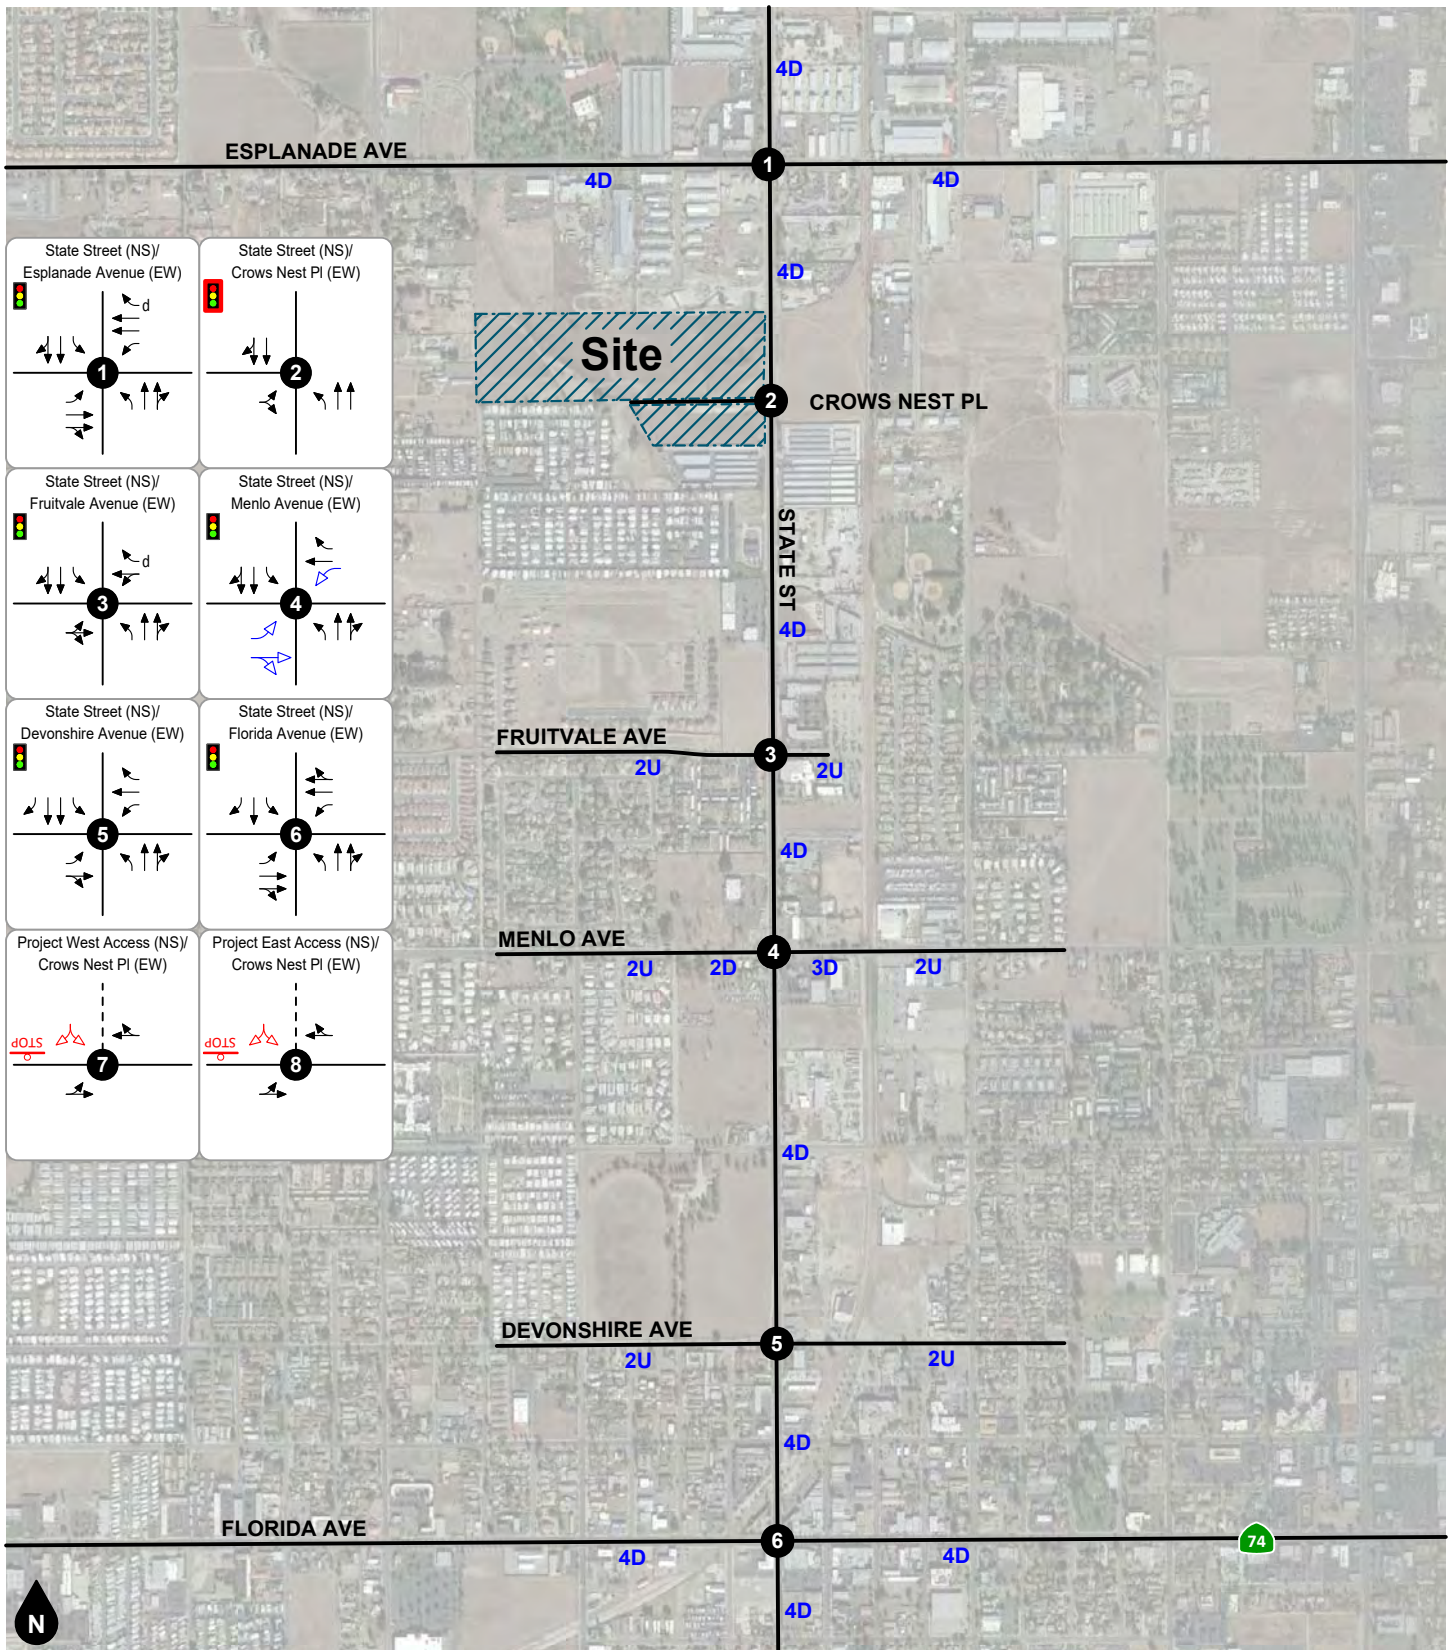 4D
ESPLANADE AVE
1
4D
4D
4D
State Street (NS)/
Esplanade Avenue (EW)
d
1
State Street (NS)/
Crows Nest Pl (EW)
2
Site
2
CROWS NEST PL
State Street (NS)/
Fruitvale Avenue (EW)
d
3
State Street (NS)/
Menlo Avenue (EW)
4
STATE ST
4D
State Street (NS)/
Devonshire Avenue (EW)
5
State Street (NS)/
Florida Avenue (EW)
6
FRUITVALE AVE
3
2U
2U
4D
Project West Access (NS)/
Crows Nest Pl (EW)
STOP
7
Project East Access (NS)/
Crows Nest Pl (EW)
STOP
8
MENLO AVE
4
2U
2D
3D
2U
4D
DEVONSHIRE AVE
5
2U
2U
4D
FLORIDA AVE
6
74
4D
4D
4D
N